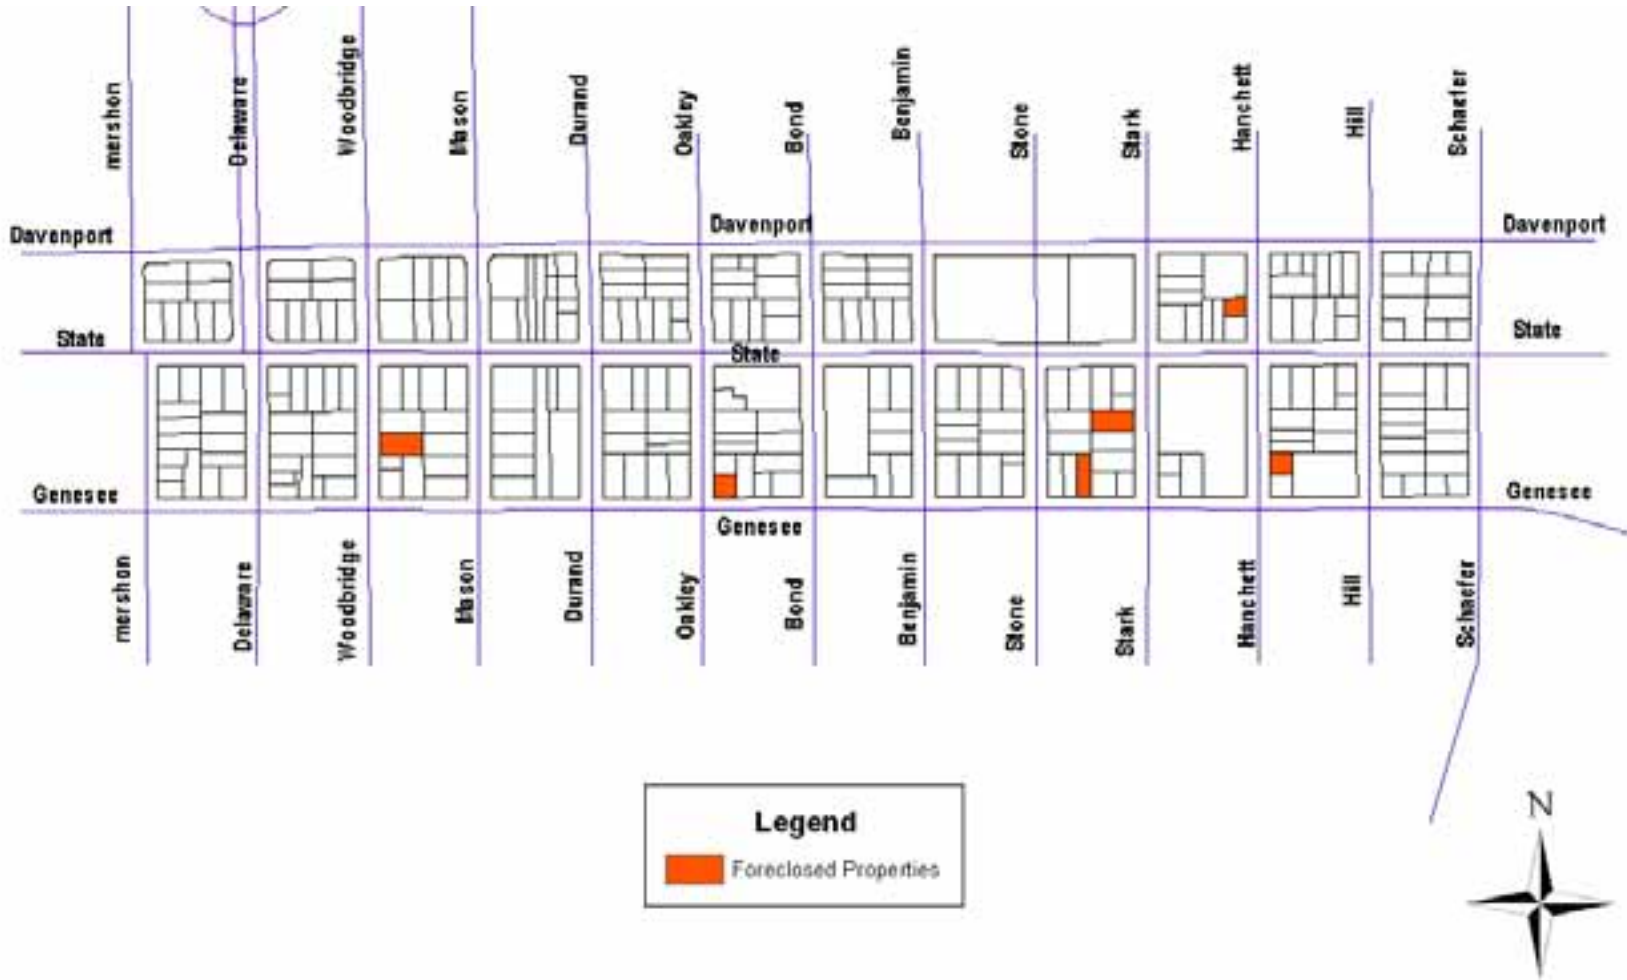 mershon
Delaware
Woodbridge
Mason
Durand
Oakley
Bond
Benjamin
Stone
Stark
Hanchett
Hill
Schaefer
Davenport
Davenport
Davenport
State
State
State
Genesee
Genesee
Genesee
mershon
Delaware
Woodbridge
Mason
Durand
Oakley
Bond
Benjamin
Stone
Stark
Hanchett
Hill
Schaefer
Legend
Foreclosed Properties
N